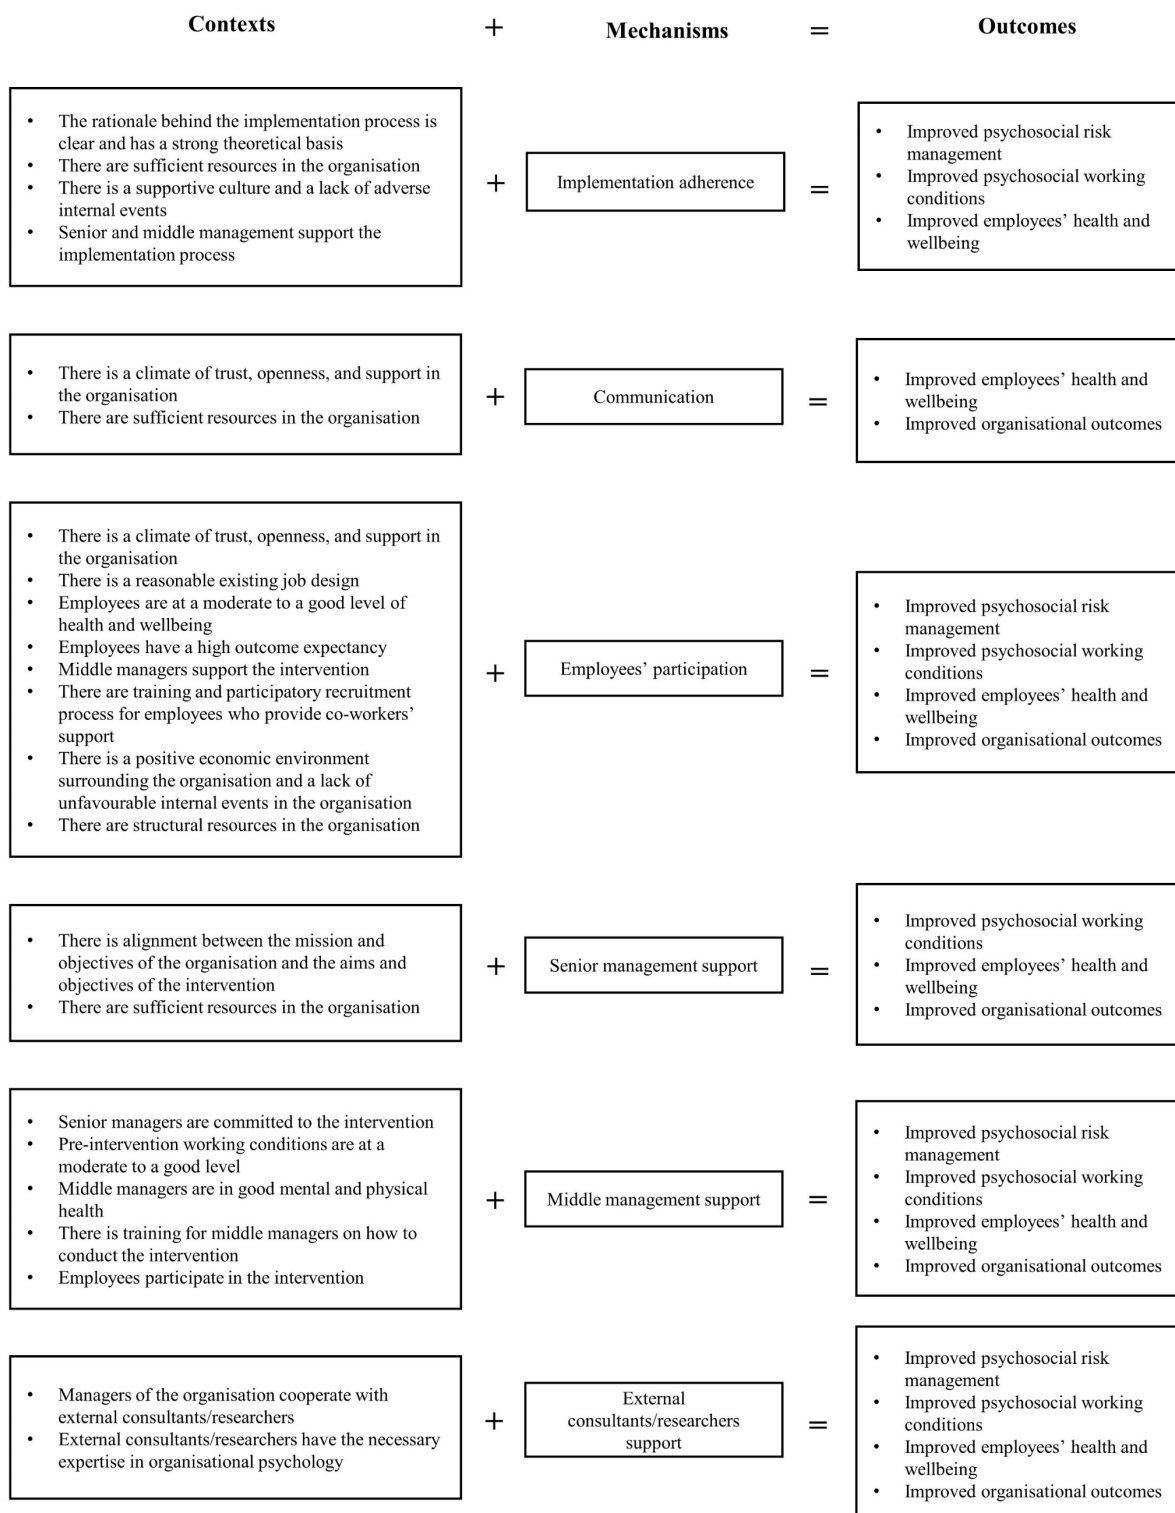 Contexts + Mechanisms = Outcomes
• The rationale behind the implementation process is
clear and has a strong theoretical basis
• There are sufficient resources in the organisation
• There is a supportive culture and a lack of adverse
internal events
• Senior and middle management support the
implementation process
+
Implementation adherence
=
• Improved psychosocial risk
management
• Improved psychosocial working
conditions
• Improved employees’ health and
wellbeing
• There is a climate of trust, openness, and support in
the organisation
• There are sufficient resources in the organisation
+
Communication
=
• Improved employees’ health and
wellbeing
• Improved organisational outcomes
• There is a climate of trust, openness, and support in
the organisation
• There is a reasonable existing job design
• Employees are at a moderate to a good level of
health and wellbeing
• Employees have a high outcome expectancy
• Middle managers support the intervention
• There are training and participatory recruitment
process for employees who provide co-workers’
support
• There is a positive economic environment
surrounding the organisation and a lack of
unfavourable internal events in the organisation
• There are structural resources in the organisation
+
Employees’ participation
=
• Improved psychosocial risk
management
• Improved psychosocial working
conditions
• Improved employees’ health and
wellbeing
• Improved organisational outcomes
• There is alignment between the mission and
objectives of the organisation and the aims and
objectives of the intervention
• There are sufficient resources in the organisation
+
Senior management support
=
• Improved psychosocial working
conditions
• Improved employees’ health and
wellbeing
• Improved organisational outcomes
• Senior managers are committed to the intervention
• Pre-intervention working conditions are at a
moderate to a good level
• Middle managers are in good mental and physical
health
• There is training for middle managers on how to
conduct the intervention
• Employees participate in the intervention
+
Middle management support
=
• Improved psychosocial risk
management
• Improved psychosocial working
conditions
• Improved employees’ health and
wellbeing
• Improved organisational outcomes
• Managers of the organisation cooperate with
external consultants/researchers
• External consultants/researchers have the necessary
expertise in organisational psychology
+
External
consultants/researchers
support
=
• Improved psychosocial risk
management
• Improved psychosocial working
conditions
• Improved employees’ health and
wellbeing
• Improved organisational outcomes